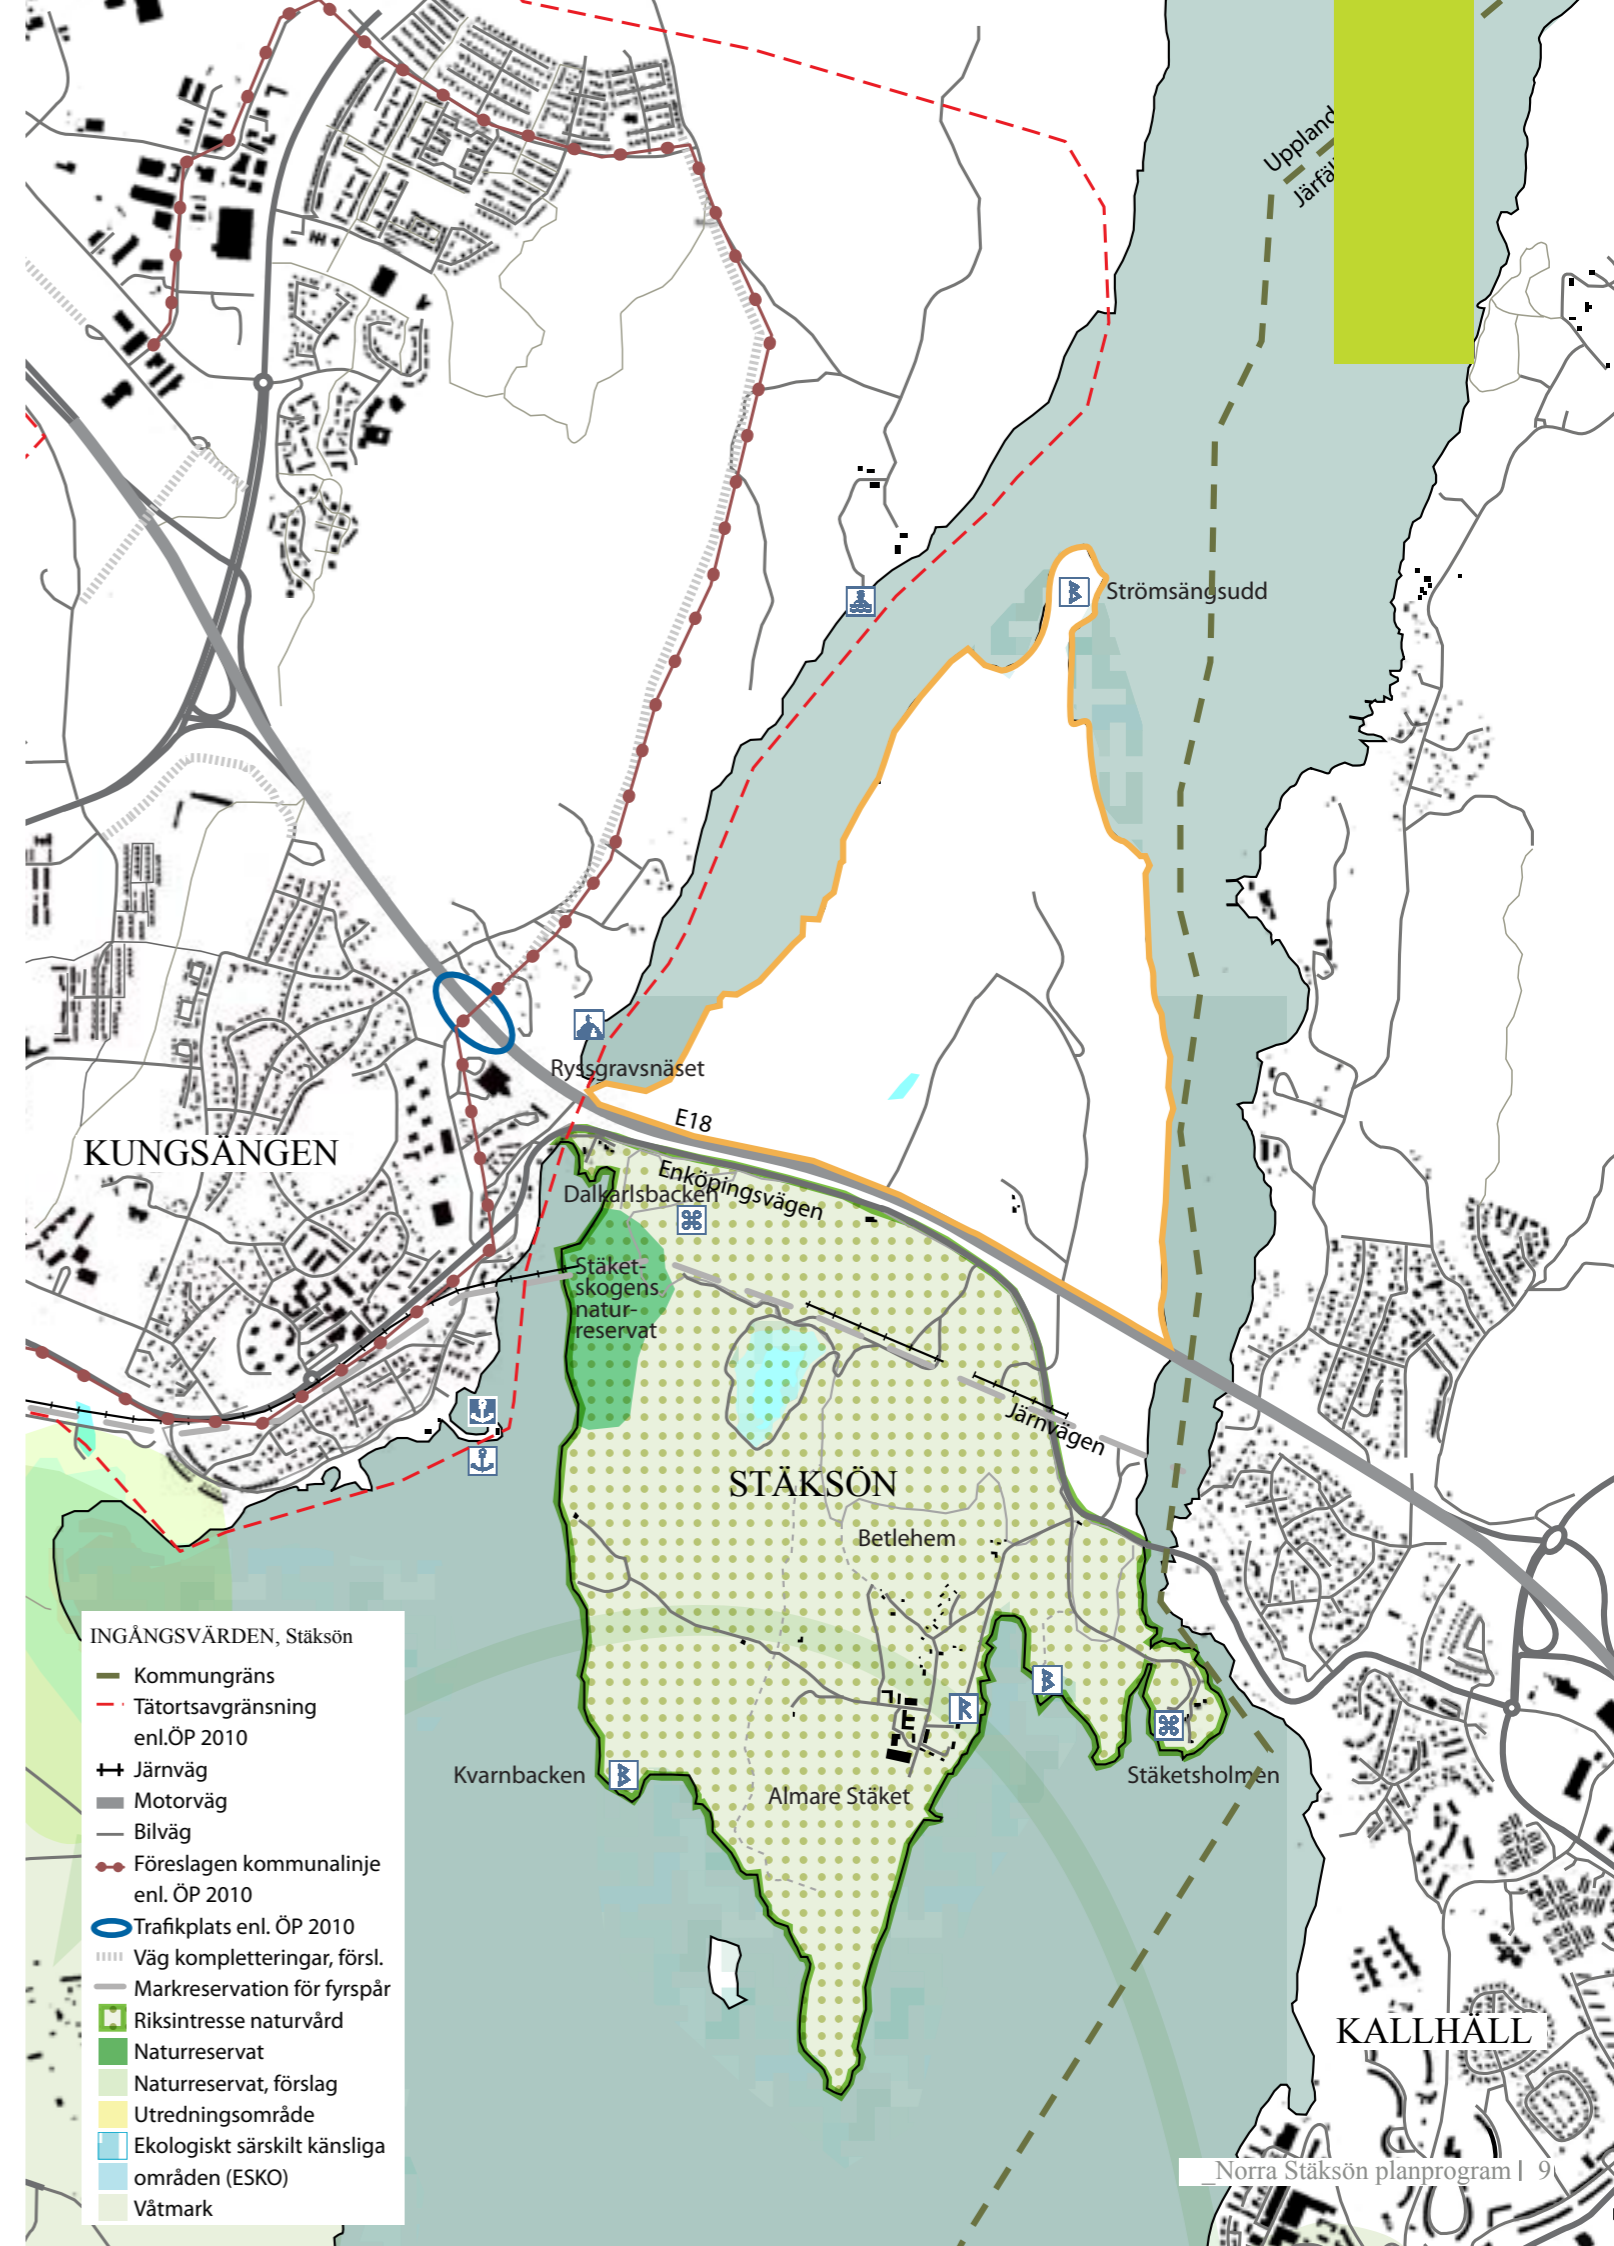 Uppland
Järfäl
Strömsängsudd
Ryssgravsnäset
E18
KUNGSÄNGEN
Enköpingsvägen
Dalkarlsbacken
Stäket-
skogens
natur-
reservat
Järnvägen
STÄKSÖN
Betlehem
Kvarnbacken
Almare Stäket
Stäketsholmen
KALLHÄLL
INGÅNGSVÄRDEN, Stäksön
Kommungräns
Tätortsavgränsning
enl.ÖP 2010
Järnväg
Motorväg
Bilväg
Föreslagen kommunalinje
enl. ÖP 2010
Trafikplats enl. ÖP 2010
Väg kompletteringar, försl.
Markreservation för fyrspår
Riksintresse naturvård
Naturreservat
Naturreservat, förslag
Utredningsområde
Ekologiskt särskilt känsliga
områden (ESKO)
Våtmark
_Norra Stäksön planprogram | 9